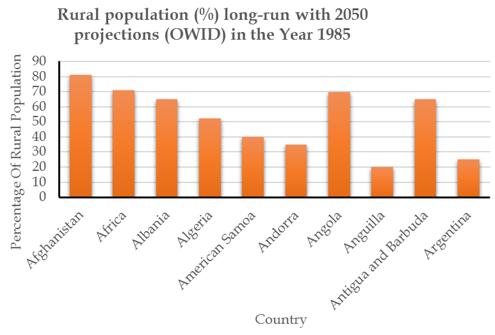 Rural population (%) long-run with 2050
projections (OWID) in the Year 1985
Percentage Of Rural Population
90
80
70
60
50
40
30
20
10
0
Afghanistan
Africa
Albania
Algeria
American Samoa
Andorra
Angola
Anguilla
Antigua and Barbuda
Argentina
Country